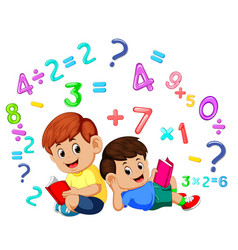 4÷2=2 ? 4 9+5
8 = 3 = 0÷
- + 7 × 1 -
= ?
÷2 ? 3×2=6